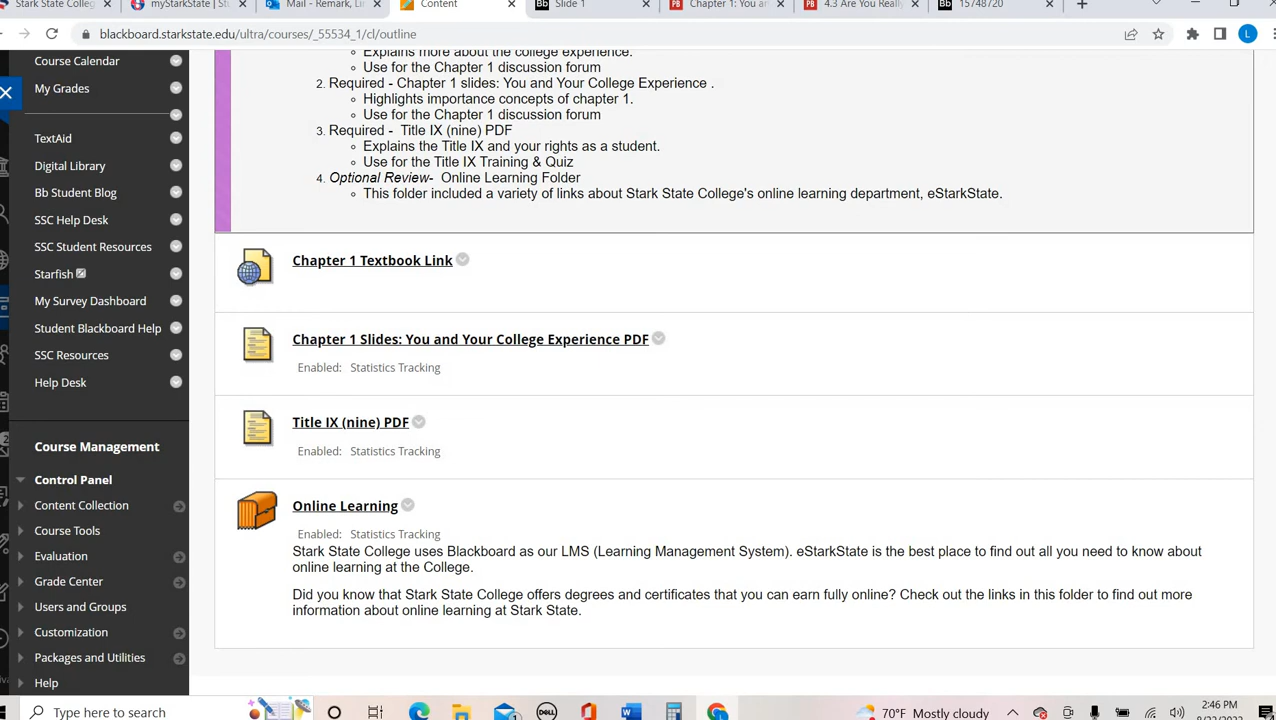 Stark State Colleg
myStarkState | St
Mail - Remark, Lin
Content
Slide 1
Chapter 1: You an
4.3 Are You Really
15748720
blackboard.starkstate.edu/ultra/courses/_55534_1/cl/outline
L
Course Calendar
My Grades
TextAid
Digital Library
Bb Student Blog
SSC Help Desk
SSC Student Resources
Starfish
My Survey Dashboard
Student Blackboard Help
SSC Resources
Help Desk
Course Management
Control Panel
Content Collection
Course Tools
Evaluation
Grade Center
Users and Groups
Customization
Packages and Utilities
Help
Explains more about the college experience.
Use for the Chapter 1 discussion forum
2. Required - Chapter 1 slides: You and Your College Experience .
Highlights importance concepts of chapter 1.
Use for the Chapter 1 discussion forum
3. Required - Title IX (nine) PDF
Explains the Title IX and your rights as a student.
Use for the Title IX Training & Quiz
4. Optional Review- Online Learning Folder
This folder included a variety of links about Stark State College's online learning department, eStarkState.
Chapter 1 Textbook Link
Chapter 1 Slides: You and Your College Experience PDF
Enabled: Statistics Tracking
Title IX (nine) PDF
Enabled: Statistics Tracking
Online Learning
Enabled: Statistics Tracking
Stark State College uses Blackboard as our LMS (Learning Management System). eStarkState is the best place to find out all you need to know about
online learning at the College.
Did you know that Stark State College offers degrees and certificates that you can earn fully online? Check out the links in this folder to find out more
information about online learning at Stark State.
Type here to search
70°F Mostly cloudy
2:46 PM